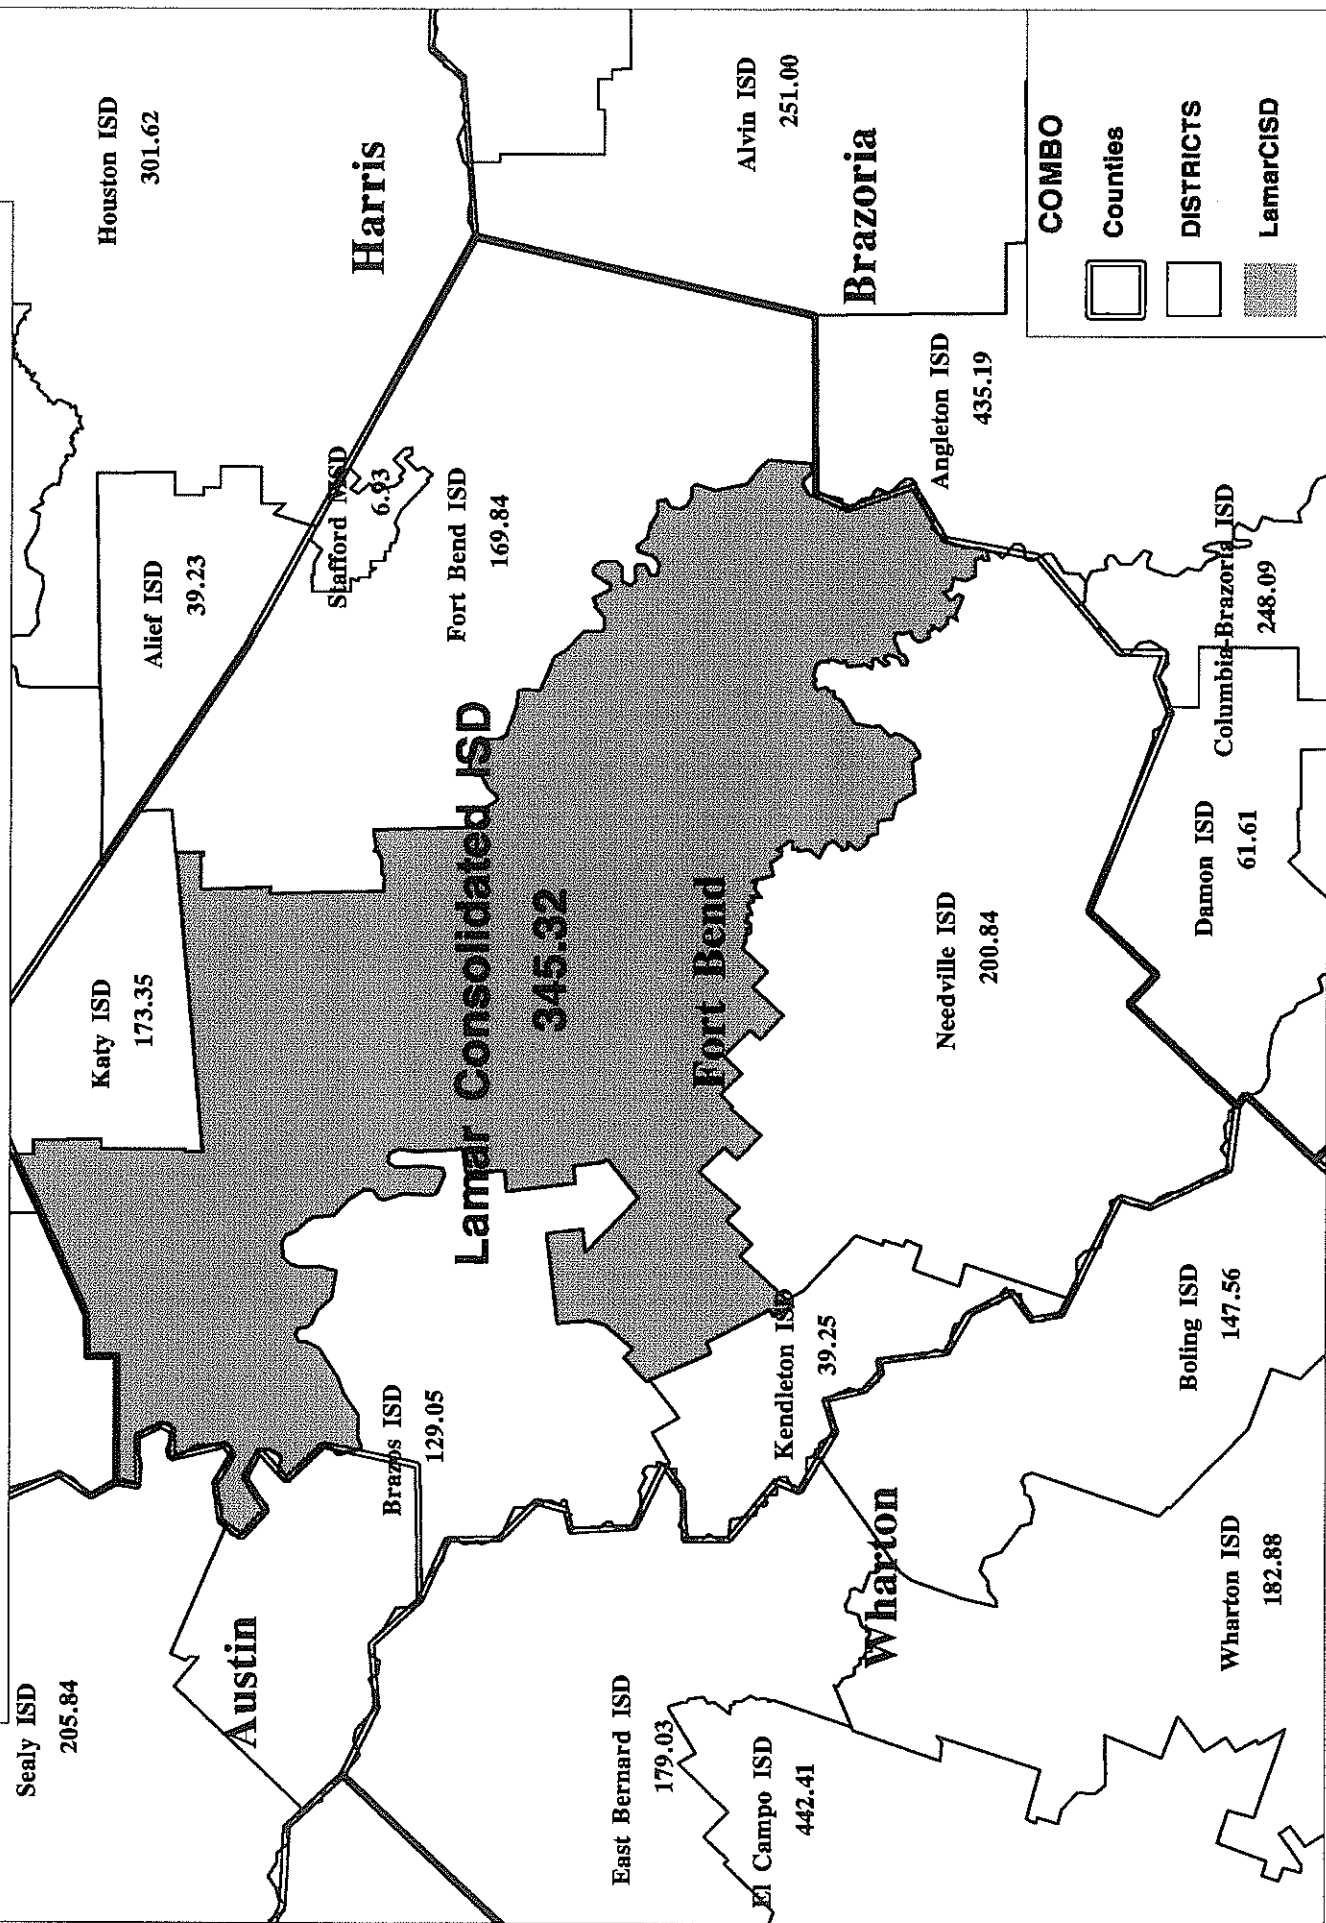 Sealy ISD
205.84
Katy ISD
173.35
Alief ISD
39.23
Houston ISD
301.62
Austin
Brazos ISD
129.05
Stafford MSD
6.93
Harris
Fort Bend ISD
169.84
Lamar Consolidated ISD
345.32
East Bernard ISD
179.03
Fort Bend
Alvin ISD
251.00
El Campo ISD
442.41
Kendleton ISD
39.25
Wharton
Brazoria
Needville ISD
200.84
Angleton ISD
435.19
Wharton ISD
182.88
Boling ISD
147.56
Damon ISD
61.61
Columbia-Brazoria ISD
248.09
COMBO
Counties
DISTRICTS
LamarCISD